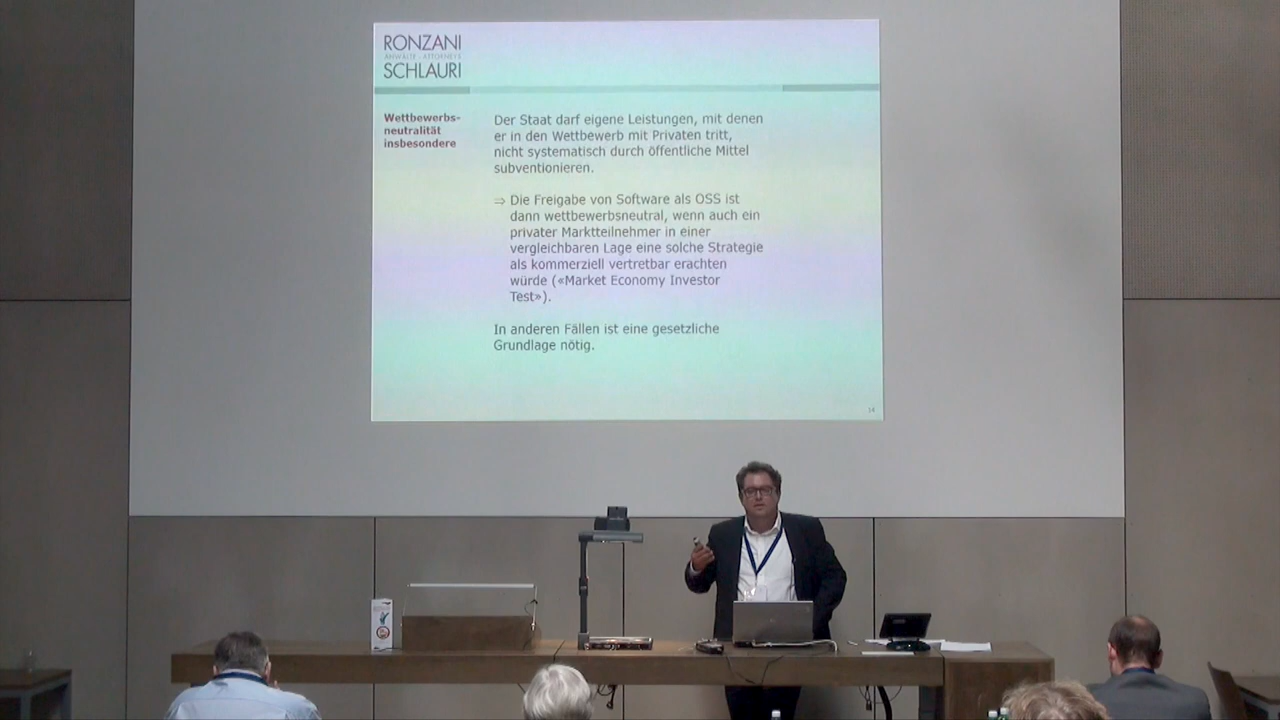 RONZANI
ANWÄLTE · ATTORNEYS
SCHLAURI
Wettbewerbs-
neutralität
insbesondere
Der Staat darf eigene Leistungen, mit denen
er in den Wettbewerb mit Privaten tritt,
nicht systematisch durch öffentliche Mittel
subventionieren.
⇒ Die Freigabe von Software als OSS ist
dann wettbewerbsneutral, wenn auch ein
privater Marktteilnehmer in einer
vergleichbaren Lage eine solche Strategie
als kommerziell vertretbar erachten
würde («Market Economy Investor
Test»).
In anderen Fällen ist eine gesetzliche
Grundlage nötig.
14